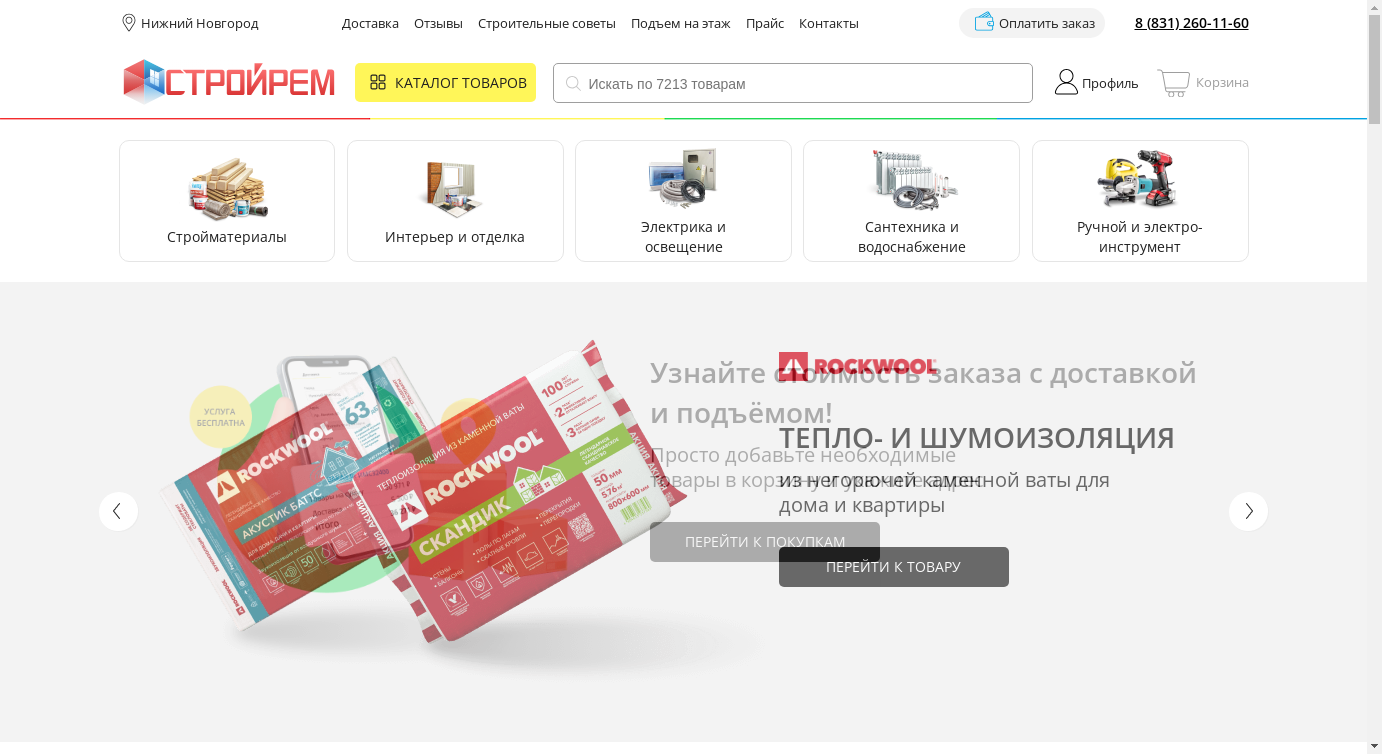 Нижний Новгород
Доставка Отзывы Строительные советы Подъем на этаж Прайс Контакты
Оплатить заказ
8 (831) 260-11-60
СТРОЙРЕМ
КАТАЛОГ ТОВАРОВ
Искать по 7213 товарам
Профиль
Корзина
Стройматериалы
Интерьер и отделка
Электрика и
освещение
Сантехника и
водоснабжение
Ручной и электро-
инструмент
УСЛУГА
БЕСПЛАТНА
63
ROCKWOOL
АКУСТИК БАТТС
ТЕПЛОИЗОЛЯЦИЯ ИЗ КАМЕННОЙ ВАТЫ
ROCKWOOL
СКАНДИК
100
50 мм
5.76 м²
800×600 мм
Узнайте стоимость заказа с доставкой
и подъёмом!
Просто добавьте необходимые
товары в корзину и
ПЕРЕЙТИ К ПОКУПКАМ
ROCKWOOL
ТЕПЛО- И ШУМОИЗОЛЯЦИЯ
из негорючей каменной ваты для
дома и квартиры
ПЕРЕЙТИ К ТОВАРУ